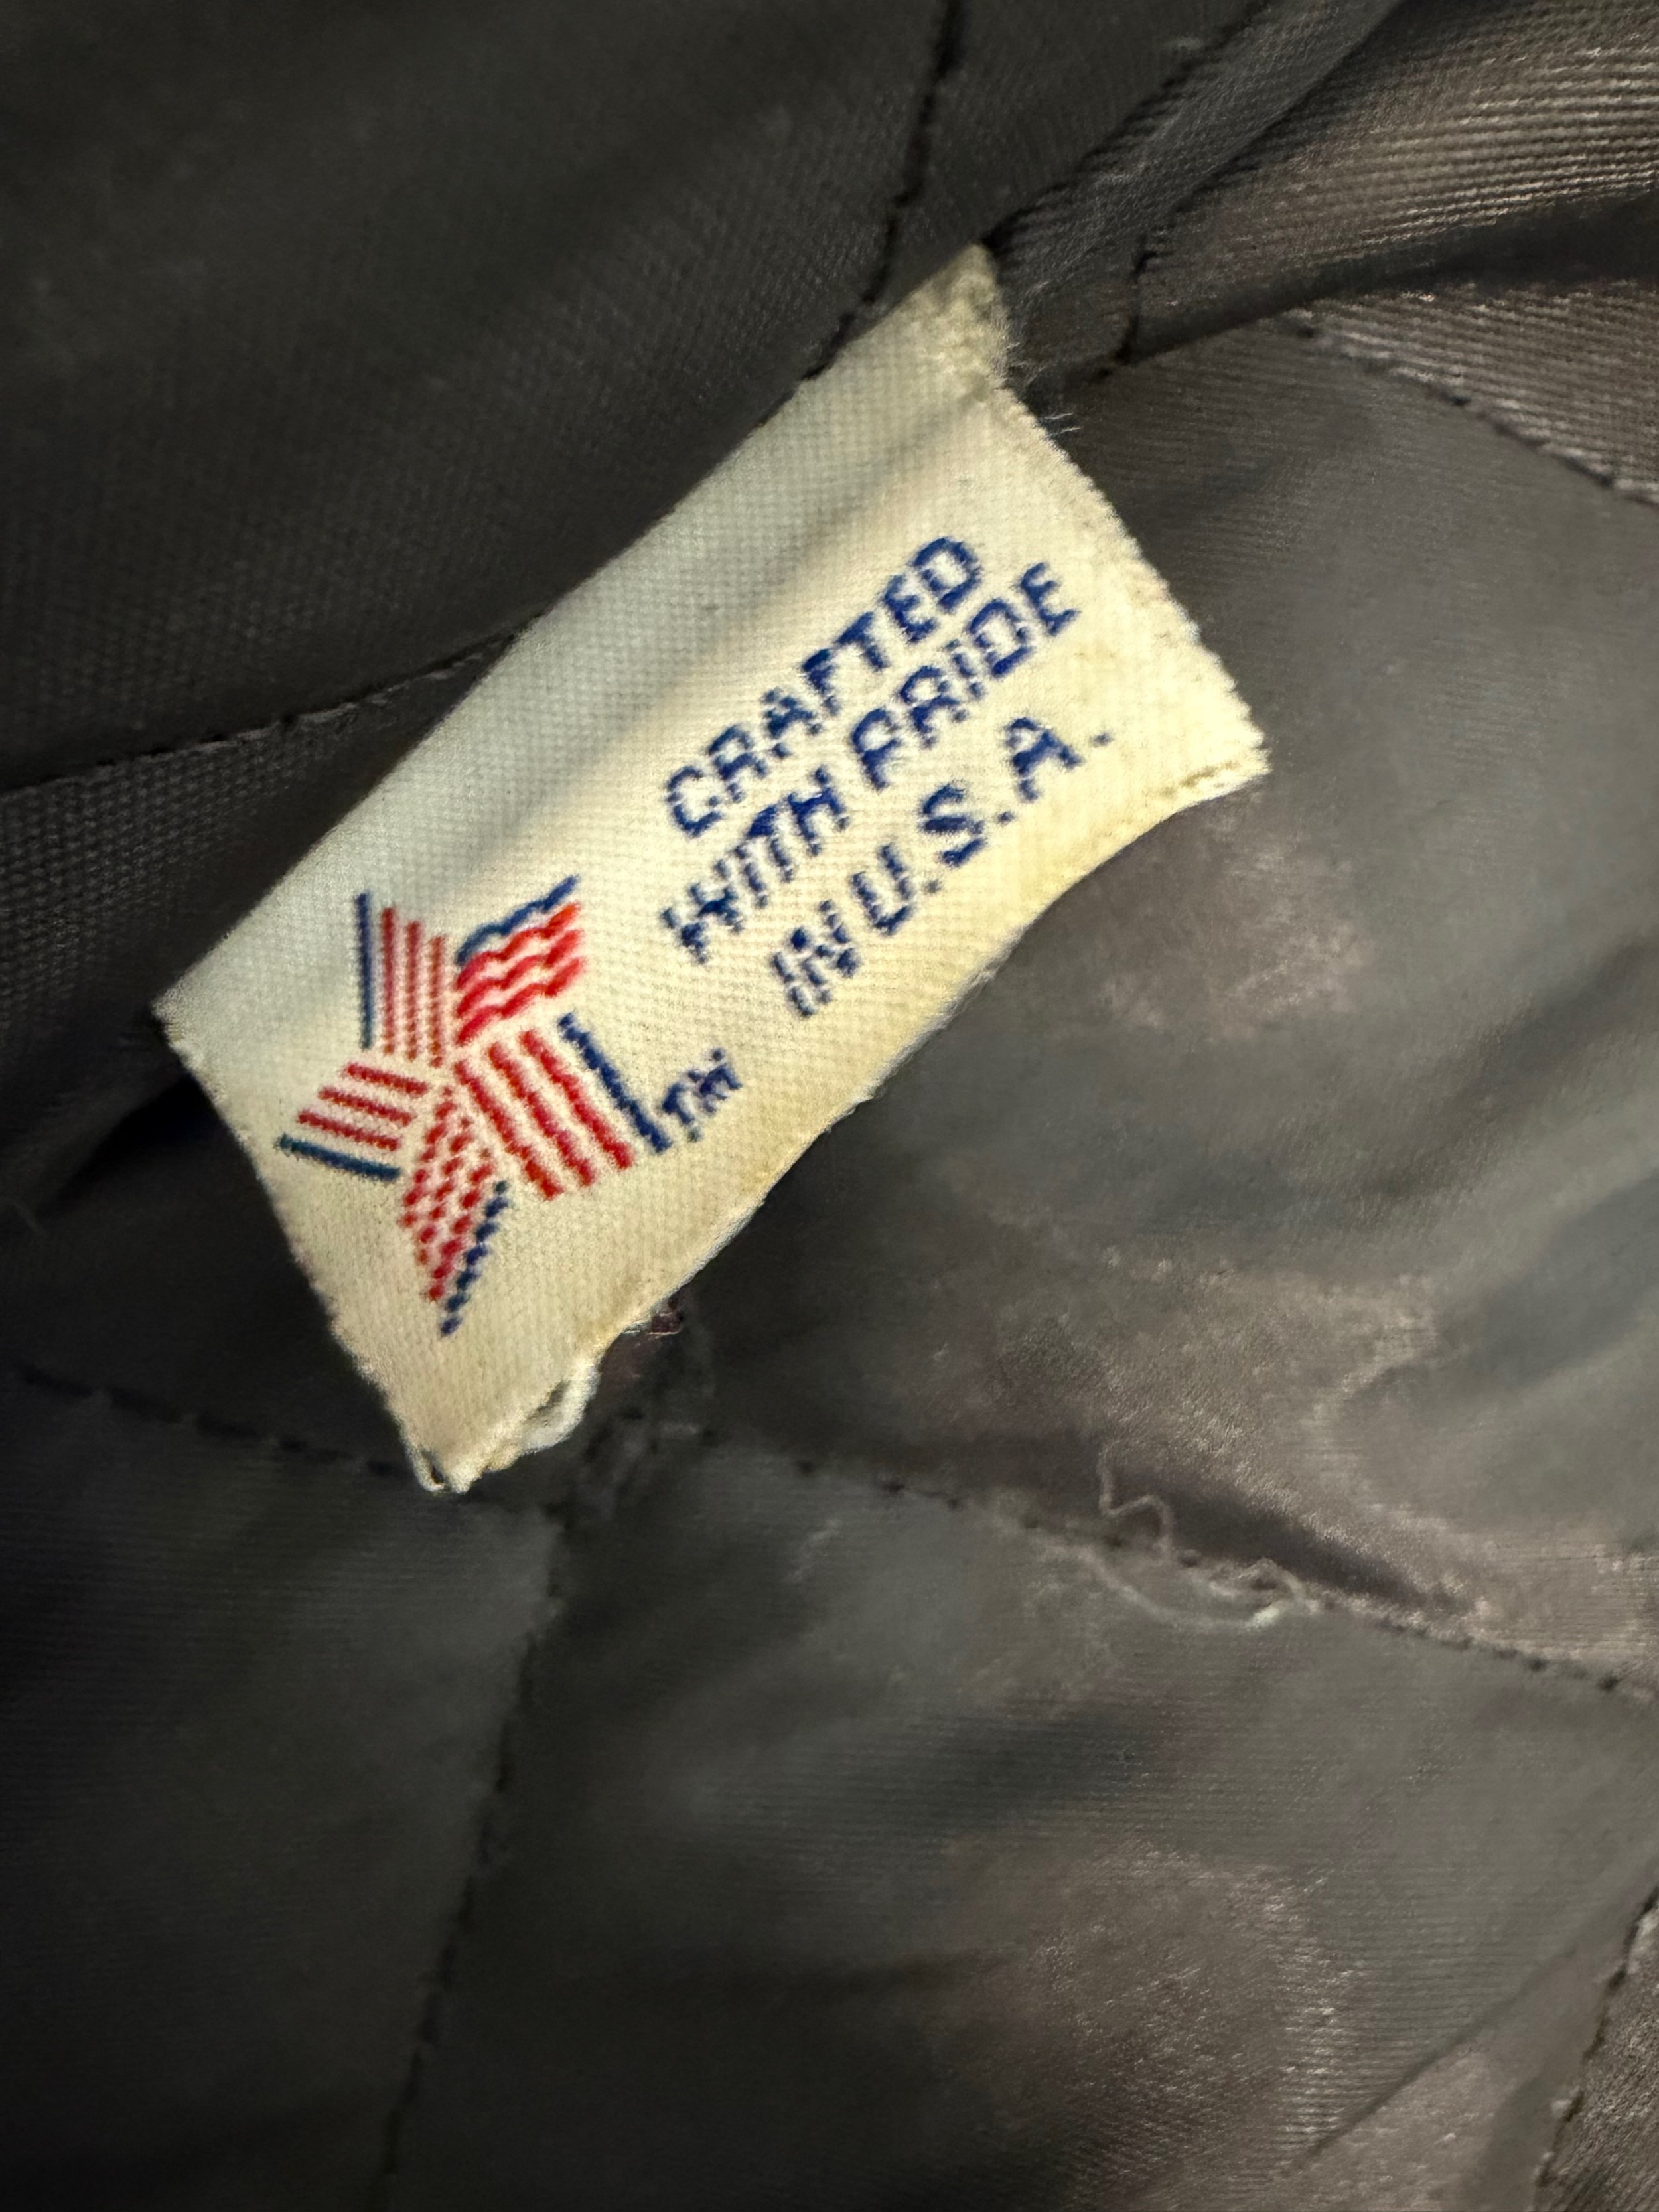 CRAFTED
WITH PRIDE
IN U.S.A.
TM